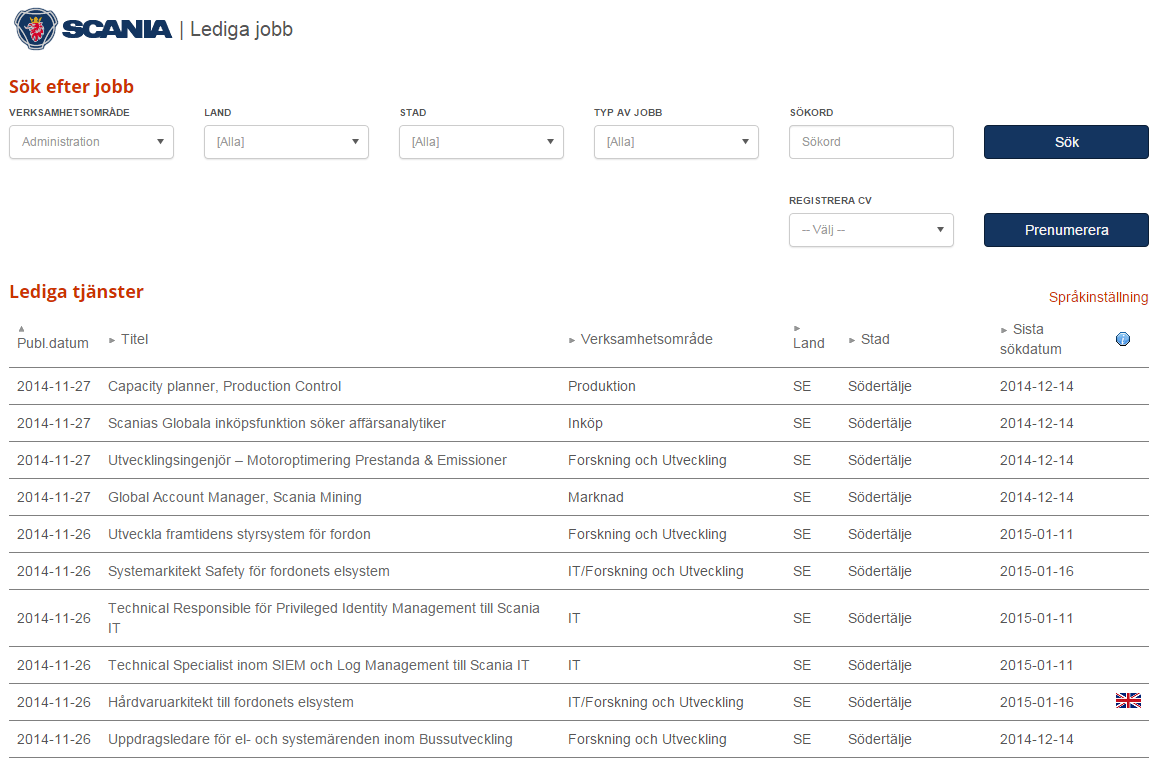 SCANIA | Lediga jobb
Sök efter jobb
VERKSAMHETSOMRÅDE LAND STAD TYP AV JOBB SÖKORD
Administration [Alla] [Alla] [Alla] Sökord Sök
REGISTRERA CV
-- Välj -- Prenumerera
Lediga tjänster
Språkinställning
Publ.datum Titel Verksamhetsområde Land Stad Sista
sökdatum
2014-11-27 Capacity planner, Production Control Produktion SE Södertälje 2014-12-14
2014-11-27 Scanias Globala inköpsfunktion söker affärsanalytiker Inköp SE Södertälje 2014-12-14
2014-11-27 Utvecklingsingenjör – Motoroptimering Prestanda & Emissioner Forskning och Utveckling SE Södertälje 2014-12-14
2014-11-27 Global Account Manager, Scania Mining Marknad SE Södertälje 2014-12-14
2014-11-26 Utveckla framtidens styrsystem för fordon Forskning och Utveckling SE Södertälje 2015-01-11
2014-11-26 Systemarkitekt Safety för fordonets elsystem IT/Forskning och Utveckling SE Södertälje 2015-01-16
2014-11-26 Technical Responsible för Privileged Identity Management till Scania
IT IT SE Södertälje 2015-01-11
2014-11-26 Technical Specialist inom SIEM och Log Management till Scania IT IT SE Södertälje 2015-01-11
2014-11-26 Hårdvaruarkitekt till fordonets elsystem IT/Forskning och Utveckling SE Södertälje 2015-01-16
2014-11-26 Uppdragsledare för el- och systemärenden inom Bussutveckling Forskning och Utveckling SE Södertälje 2014-12-14